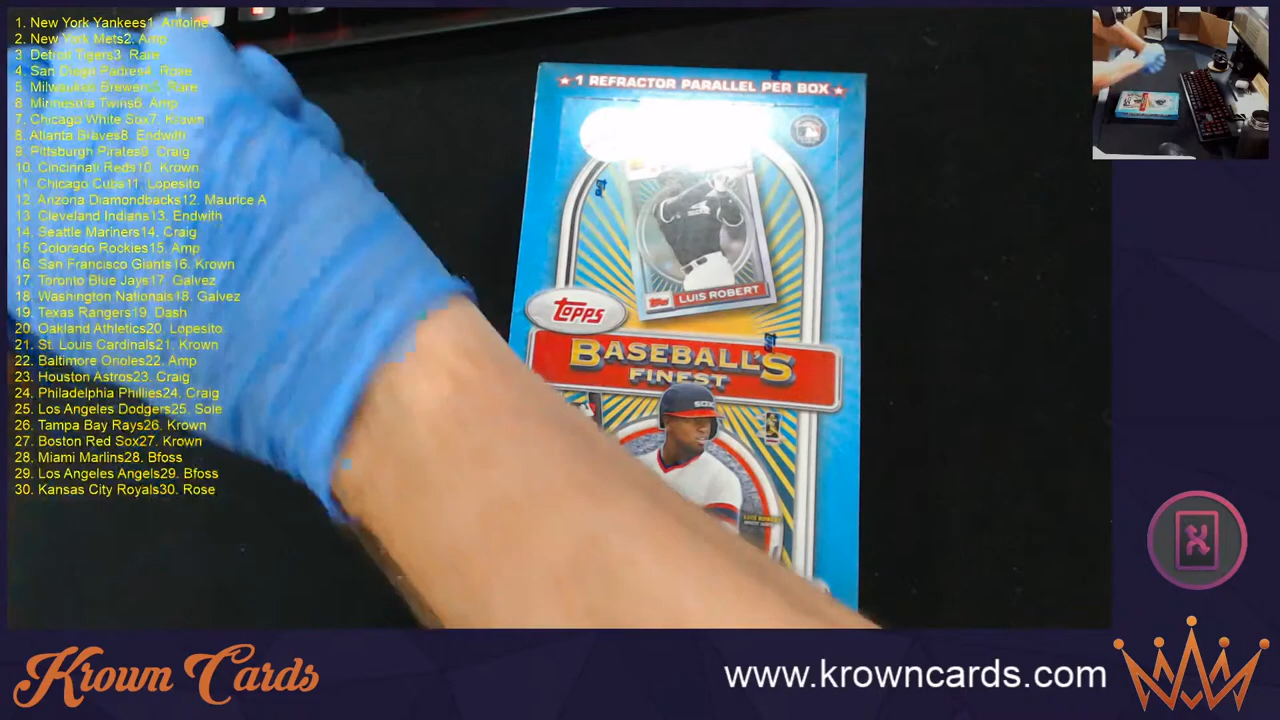 1. New York Yankees1. Antoine
2. New York Mets2. Amp
3. Detroit Tigers3. Rare
4. San Diego Padres4. Rose
5. Milwaukee Brewers5. Rare
6. Minnesota Twins6. Amp
7. Chicago White Sox7. Krown
8. Atlanta Braves8. Endwith
9. Pittsburgh Pirates9. Craig
10. Cincinnati Reds10. Krown
11. Chicago Cubs11. Lopesito
12. Arizona Diamondbacks12. Maurice A
13. Cleveland Indians13. Endwith
14. Seattle Mariners14. Craig
15. Colorado Rockies15. Amp
16. San Francisco Giants16. Krown
17. Toronto Blue Jays17. Galvez
18. Washington Nationals18. Galvez
19. Texas Rangers19. Dash
20. Oakland Athletics20. Lopesito
21. St. Louis Cardinals21. Krown
22. Baltimore Orioles22. Amp
23. Houston Astros23. Craig
24. Philadelphia Phillies24. Craig
25. Los Angeles Dodgers25. Sole
26. Tampa Bay Rays26. Krown
27. Boston Red Sox27. Krown
28. Miami Marlins28. Bfoss
29. Los Angeles Angels29. Bfoss
30. Kansas City Royals30. Rose
★ 1 REFRACTOR PARALLEL PER BOX ★
Topps LUIS ROBERT
Topps
BASEBALL'S
FINEST
SOX
Krown Cards
www.krowncards.com